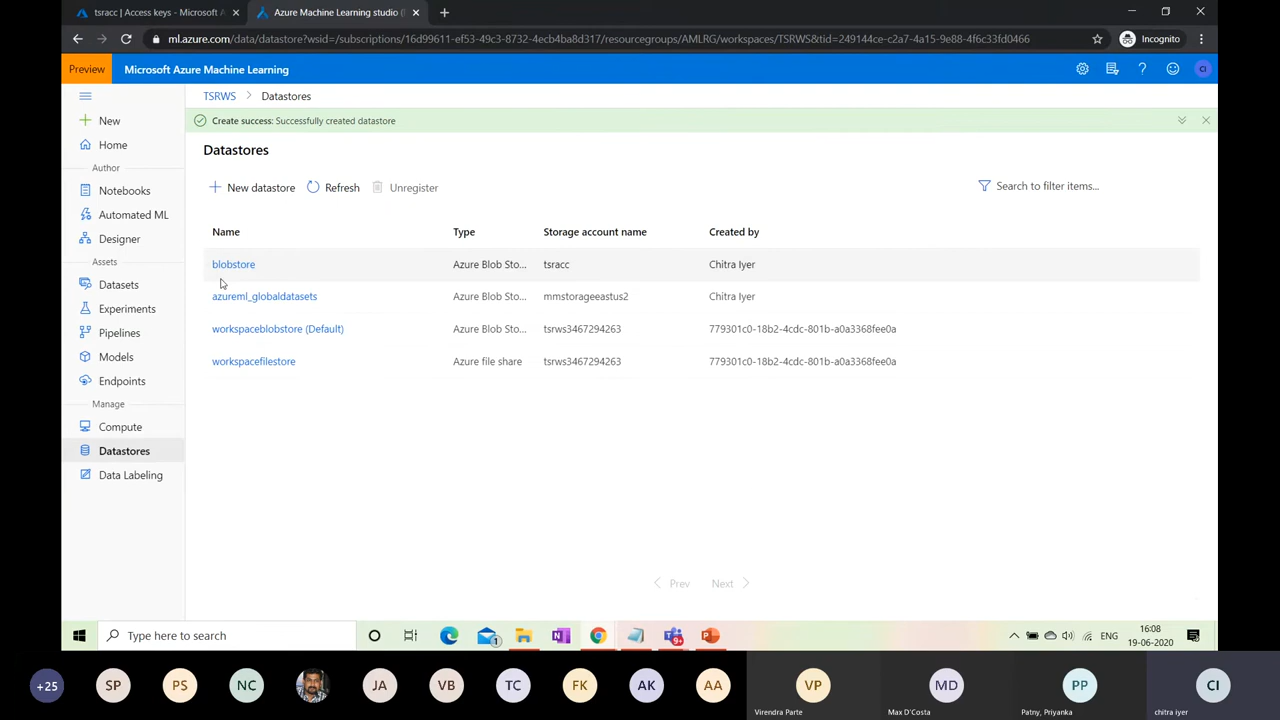 tsracc | Access keys - Microsoft A
Azure Machine Learning studio (
ml.azure.com/data/datastore?wsid=/subscriptions/16d99611-ef53-49c3-8732-4ecb4ba8d317/resourcegroups/AMLRG/workspaces/TSRWS&tid=249144ce-c2a7-4a15-9e88-4f6c33fd0466
Incognito
Preview
Microsoft Azure Machine Learning
CI
TSRWS > Datastores
New
Home
Author
Notebooks
Automated ML
Designer
Assets
Datasets
Experiments
Pipelines
Models
Endpoints
Manage
Compute
Datastores
Data Labeling
Create success: Successfully created datastore
Datastores
New datastore Refresh Unregister
Search to filter items...
Name Type Storage account name Created by
blobstore Azure Blob Sto... tsracc Chitra Iyer
azureml_globaldatasets Azure Blob Sto... mmstorageeastus2 Chitra Iyer
workspaceblobstore (Default) Azure Blob Sto... tsrws3467294263 779301c0-18b2-4cdc-801b-a0a3368fee0a
workspacefilestore Azure file share tsrws3467294263 779301c0-18b2-4cdc-801b-a0a3368fee0a
Prev Next
Type here to search
1
9+
ENG
16:08
19-06-2020
+25 SP PS NC JA VB TC FK AK AA VP MD PP CI
Virendra Parte Max D'Costa Patny, Priyanka chitra iyer